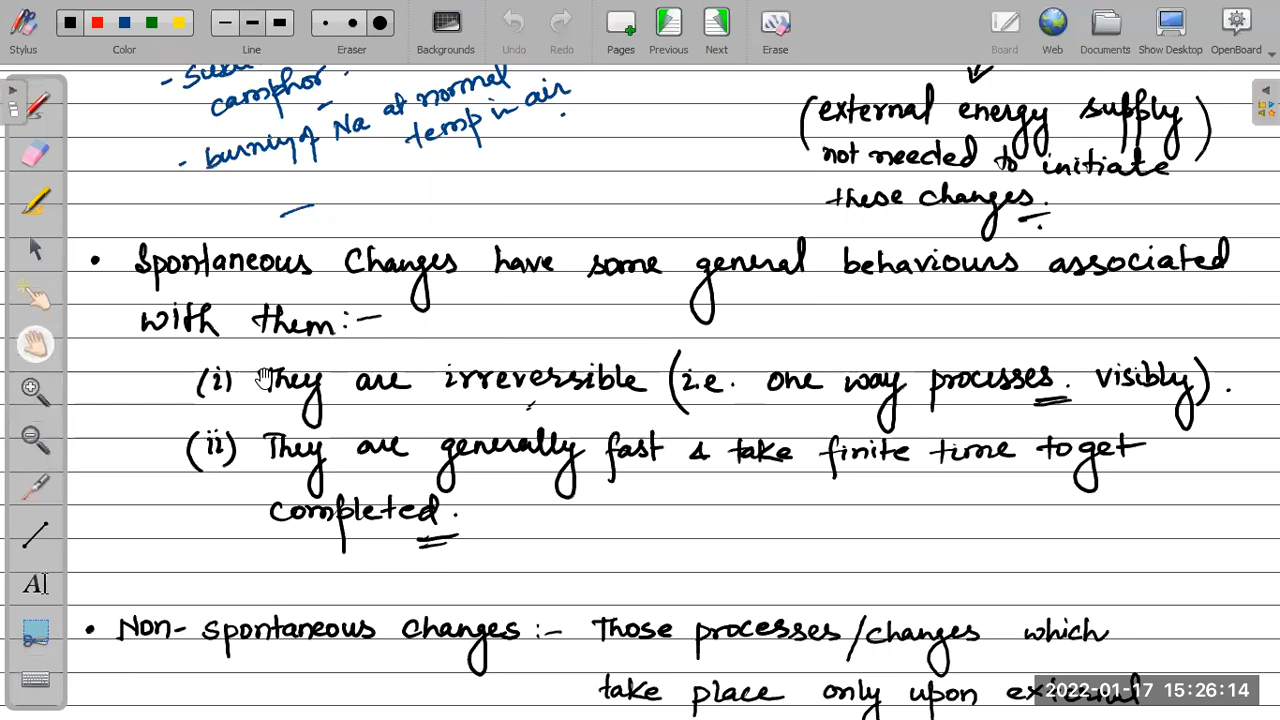 Stylus Color Line Eraser Backgrounds Undo Redo Pages Previous Next Erase Board Web Documents Show Desktop OpenBoard
camphor.
- burning of Na at normal
temp in air.
(external energy supply)
not needed to initiate
these changes.
• Spontaneous Changes have some general behaviours associated
with them:-
(i) They are irreversible (i.e. one way processes visibly).
(ii) They are generally fast & take finite time to get
completed.
• Non-spontaneous changes :- Those processes/changes which
take place only upon external
2022-01-17 15:26:14